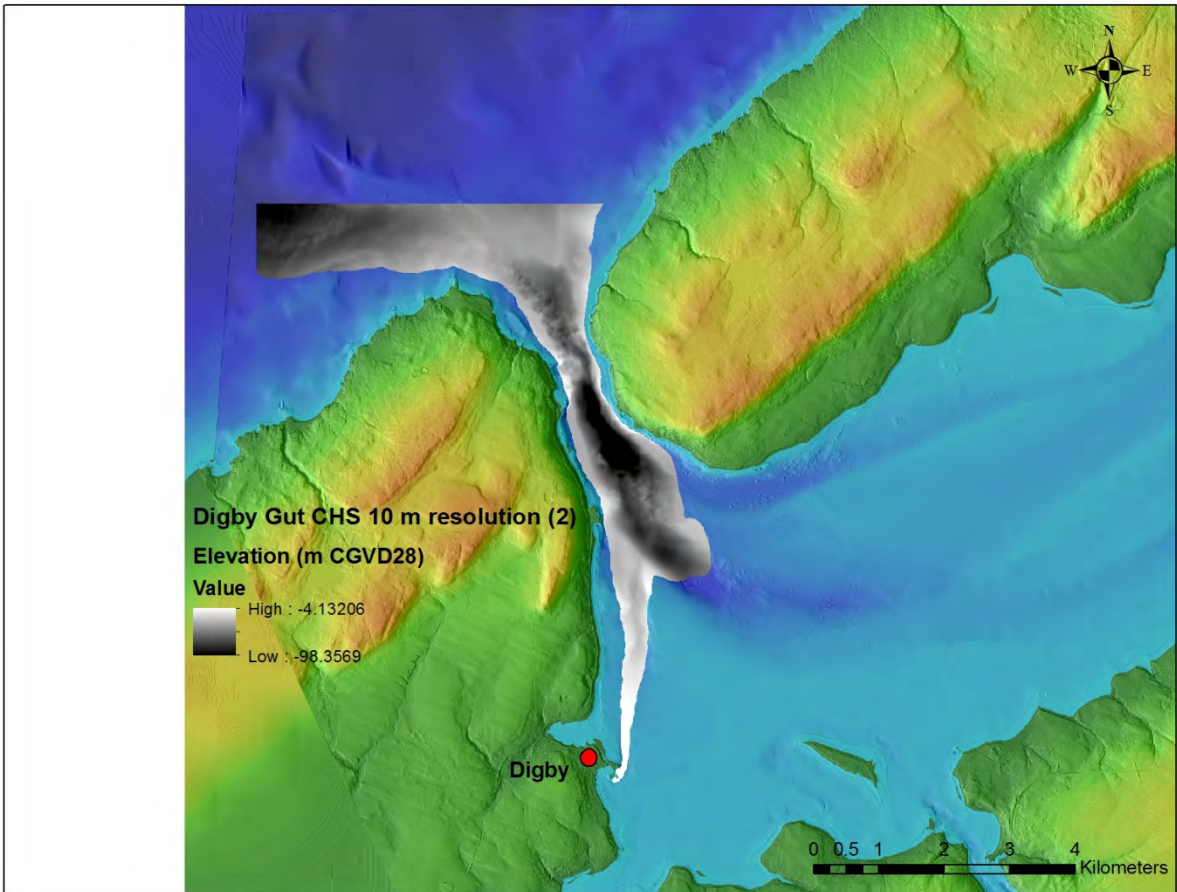 N
W E
S
Digby Gut CHS 10 m resolution (2)
Elevation (m CGVD28)
Value
High : -4.13206
Low : -98.3569
Digby
0 0.5 1 2 3 4
Kilometers